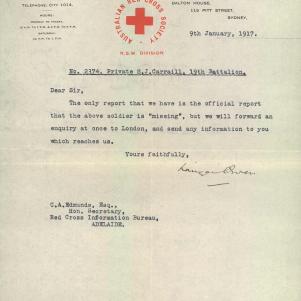 TELEPHONE, CITY 1014.
DALTON HOUSE,
115 PITT STREET,
SYDNEY.
AUSTRALIAN RED CROSS SOCIETY
N.S.W. DIVISION
9th January, 1917.
No. 2174, Private S.J.Carraill, 19th Battalion.
Dear Sir,
The only report that we have is the official report
that the above soldier is "missing", but we will forward an
enquiry at once to London, and send any information to you
which reaches us.
Yours faithfully,
C.A.Edmunds, Esq.,
Hon. Secretary,
Red Cross Information Bureau,
ADELAIDE.